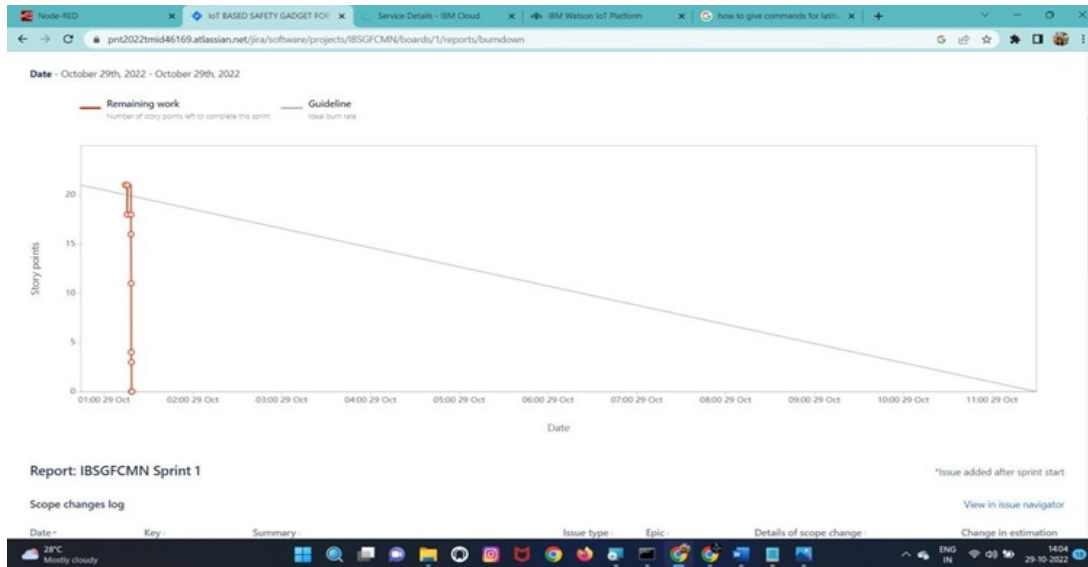 Node-RED
IoT BASED SAFETY GADGET FOR
Service Details - IBM Cloud
IBM Watson IoT Platform
how to give commands for latitu
pnt2022tmid46169.atlassian.net/jira/software/projects/IBSGFCMN/boards/1/reports/burndown
Date - October 29th, 2022 - October 29th, 2022
Remaining work
Number of story points left to complete this sprint
Guideline
Ideal burn rate
Story points
20
15
10
5
0
01:00 29 Oct 02:00 29 Oct 03:00 29 Oct 04:00 29 Oct 05:00 29 Oct 06:00 29 Oct 07:00 29 Oct 08:00 29 Oct 09:00 29 Oct 10:00 29 Oct 11:00 29 Oct
Date
Report: IBSGFCMN Sprint 1
*Issue added after sprint start
Scope changes log
View in issue navigator
Date Key Summary Issue type Epic Details of scope change Change in estimation
28°C
Mostly cloudy
ENG
IN
14:04
29-10-2022